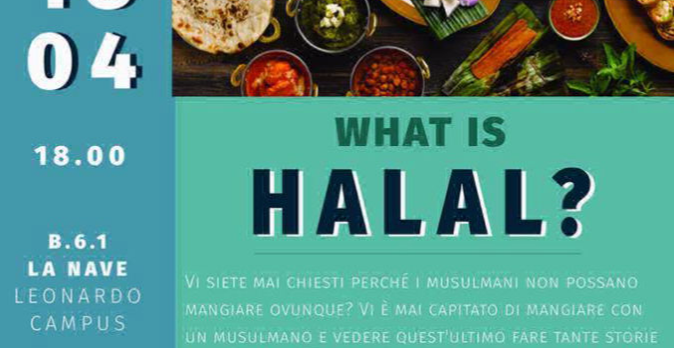 04
18.00
B.6.1
LA NAVE
LEONARDO
CAMPUS
WHAT IS
HALAL?
VI SIETE MAI CHIESTI PERCHÉ I MUSULMANI NON POSSANO
MANGIARE OVUNQUE? VI È MAI CAPITATO DI MANGIARE CON
UN MUSULMANO E VEDERE QUEST'ULTIMO FARE TANTE STORIE